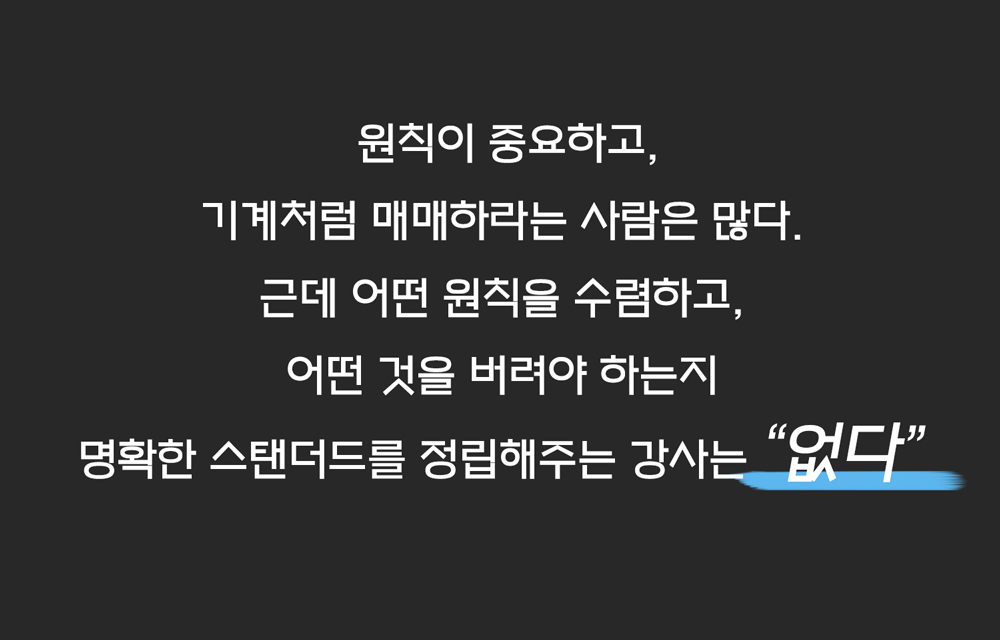 원칙이 중요하고,
기계처럼 매매하라는 사람은 많다.
근데 어떤 원칙을 수렴하고,
어떤 것을 버려야 하는지
명확한 스탠더드를 정립해주는 강사는 “없다”